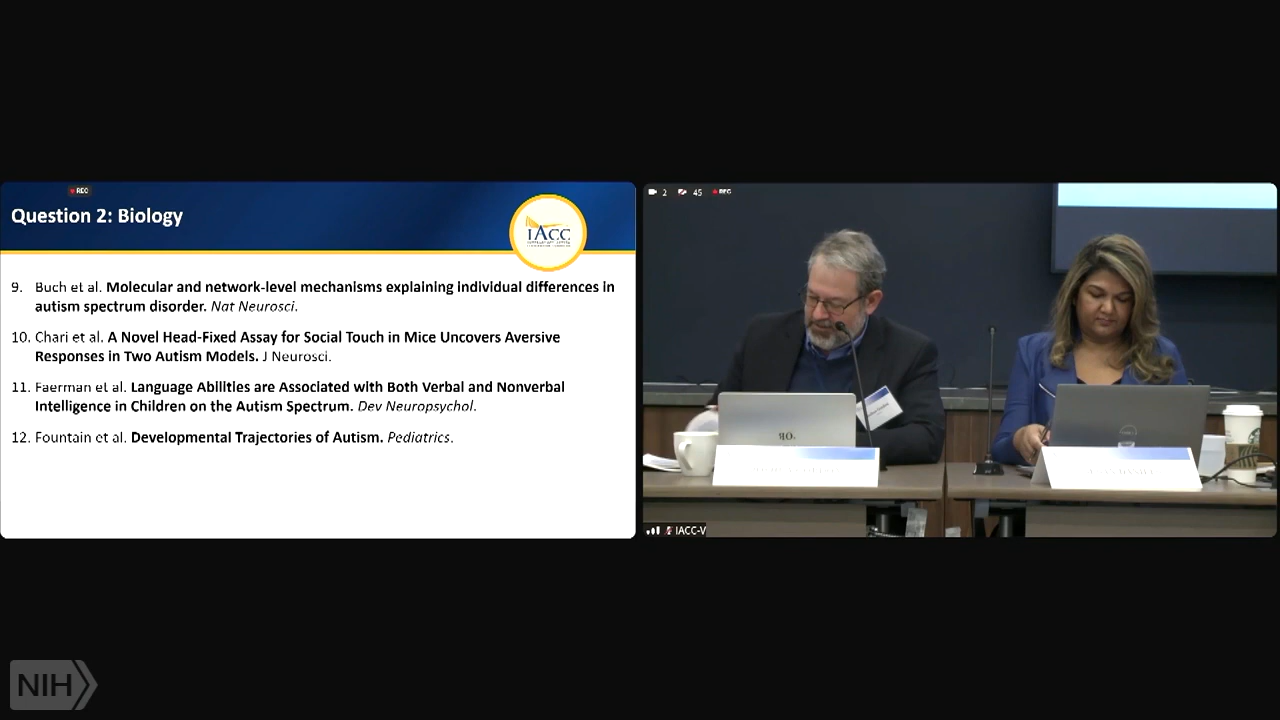 REC
Question 2: Biology
IACC
9. Buch et al. Molecular and network-level mechanisms explaining individual differences in
autism spectrum disorder. Nat Neurosci.
10. Chari et al. A Novel Head-Fixed Assay for Social Touch in Mice Uncovers Aversive
Responses in Two Autism Models. J Neurosci.
11. Faerman et al. Language Abilities are Associated with Both Verbal and Nonverbal
Intelligence in Children on the Autism Spectrum. Dev Neuropsychol.
12. Fountain et al. Developmental Trajectories of Autism. Pediatrics.
2 45 REC
IACC-V
NIH